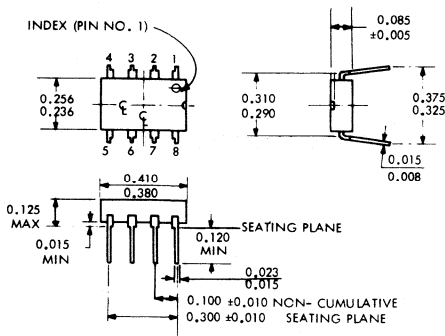 INDEX (PIN NO. 1)
4 3 2 1
0.256
0.236
5 6 7 8
0.085
±0.005
0.310
0.290
0.375
0.325
0.015
0.008
0.410
0.380
0.125
MAX
0.015
MIN
SEATING PLANE
0.120
MIN
0.023
0.015
0.100 ±0.010 NON- CUMULATIVE
0.300 ±0.010 SEATING PLANE